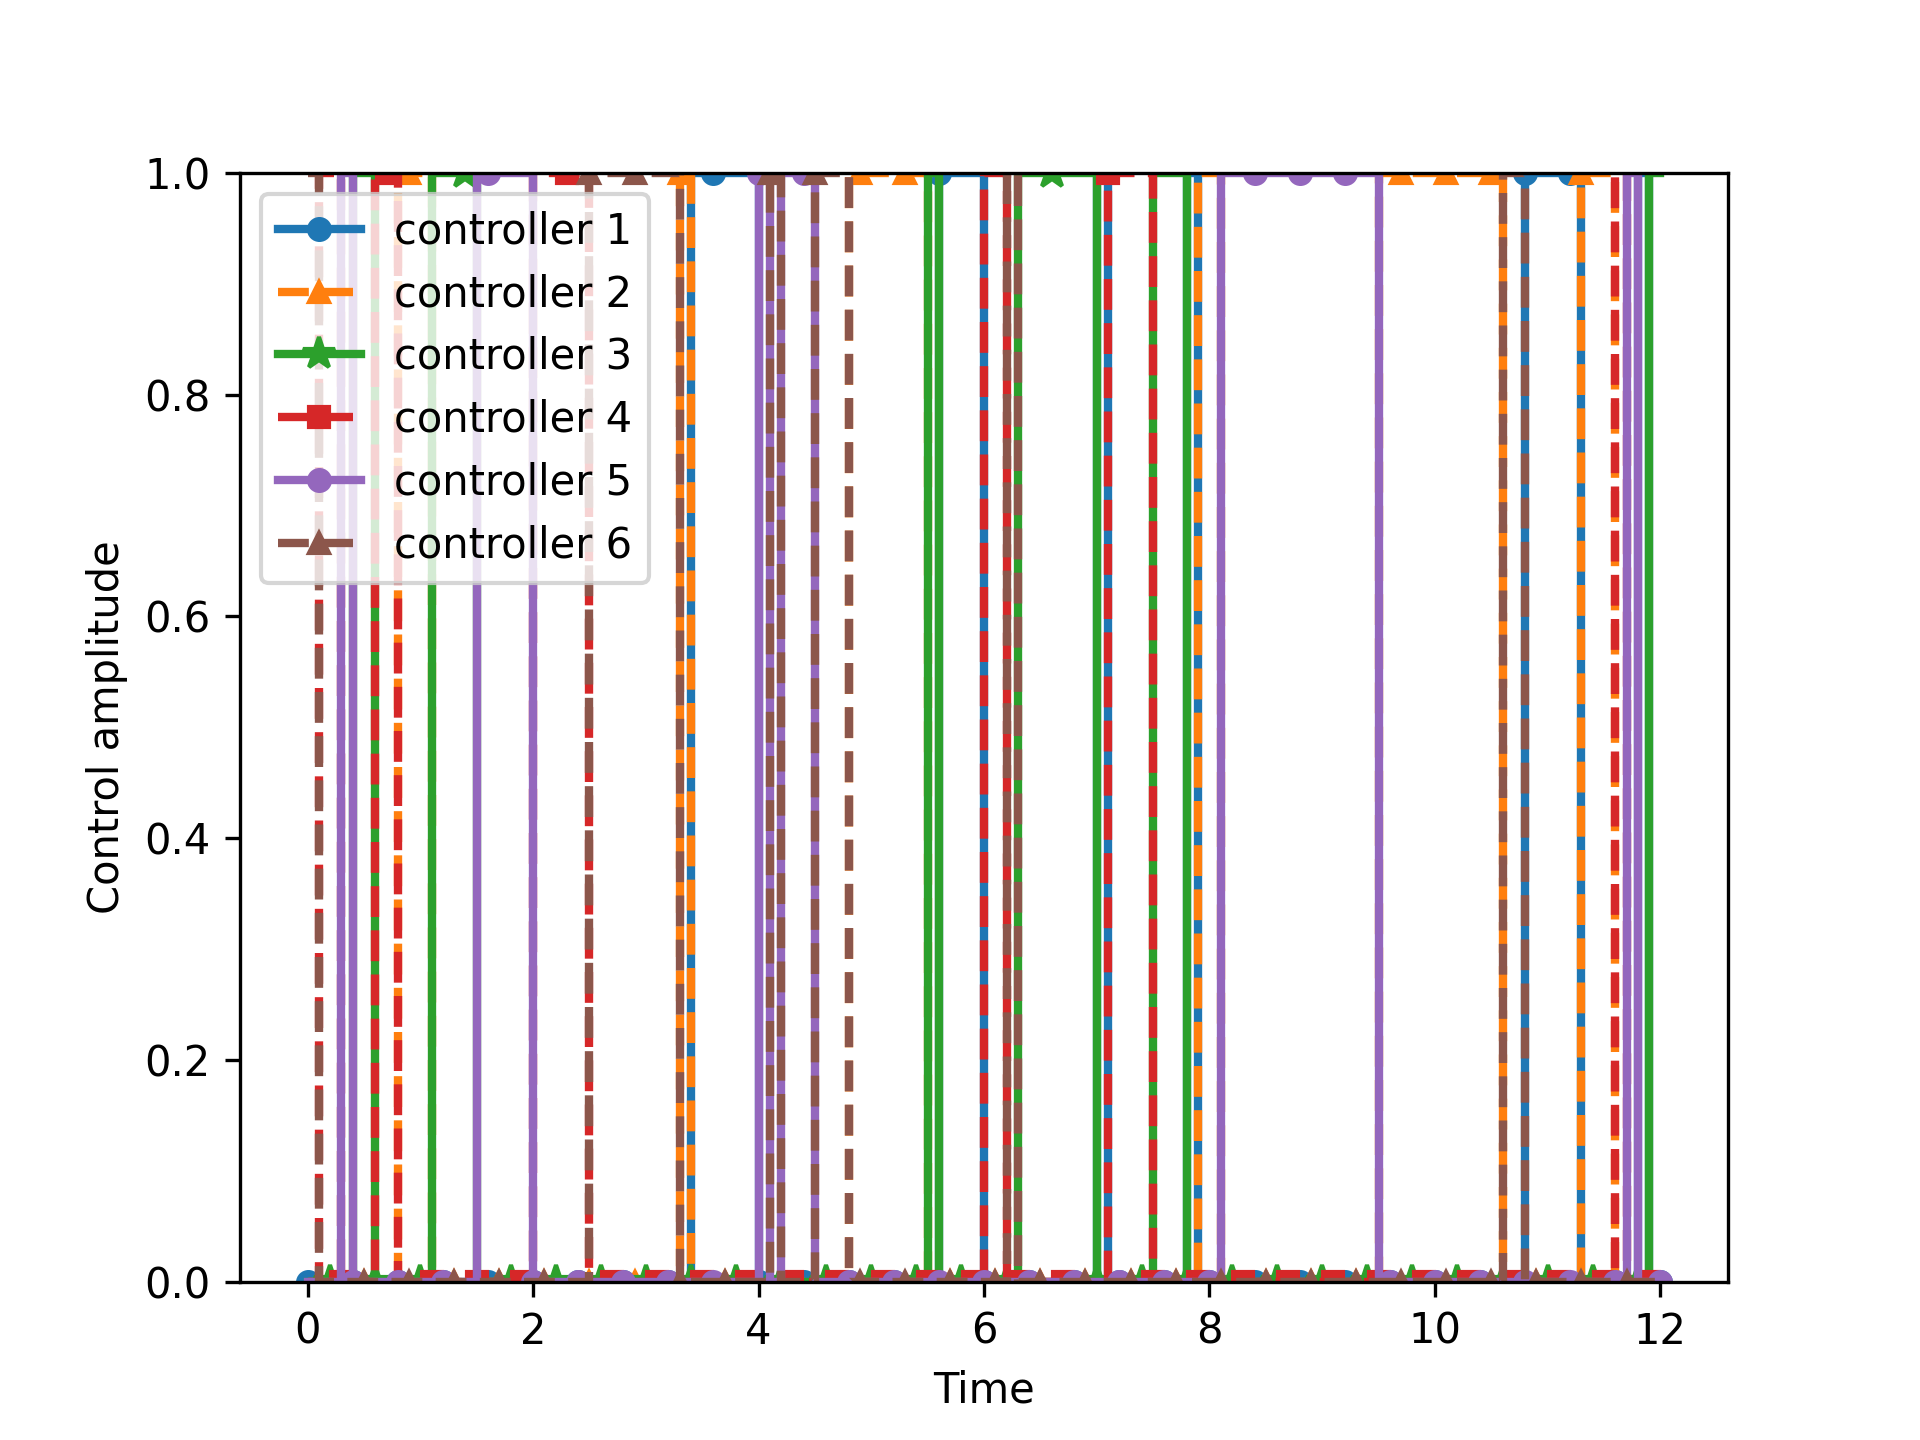 1.0
0.8
0.6
0.4
0.2
0.0
Control amplitude
controller 1
controller 2
controller 3
controller 4
controller 5
controller 6
0 2 4 6 8 10 12
Time